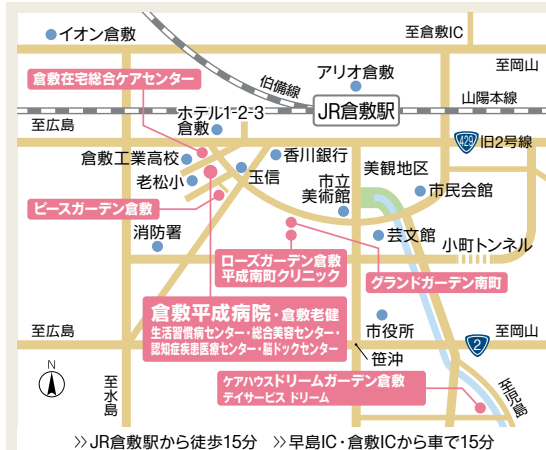 イオン倉敷
至倉敷IC
至岡山
倉敷在宅総合ケアセンター
伯備線
アリオ倉敷
山陽本線
ホテル1-2-3
倉敷
JR倉敷駅
至広島
429
旧2号線
倉敷工業高校
香川銀行
美観地区
老松小
玉信
市立
美術館
市民会館
ピースガーデン倉敷
消防署
芸文館
小町トンネル
ローズガーデン倉敷
平成南町クリニック
グランドガーデン南町
倉敷平成病院・倉敷老健
生活習慣病センター・総合美容センター・
認知症疾患医療センター・脳ドックセンター
市役所
至広島
2
至岡山
笹沖
N
至水島
ケアハウスドリームガーデン倉敷
デイサービス ドリーム
至児島
≫JR倉敷駅から徒歩15分 ≫早島IC・倉敷ICから車で15分